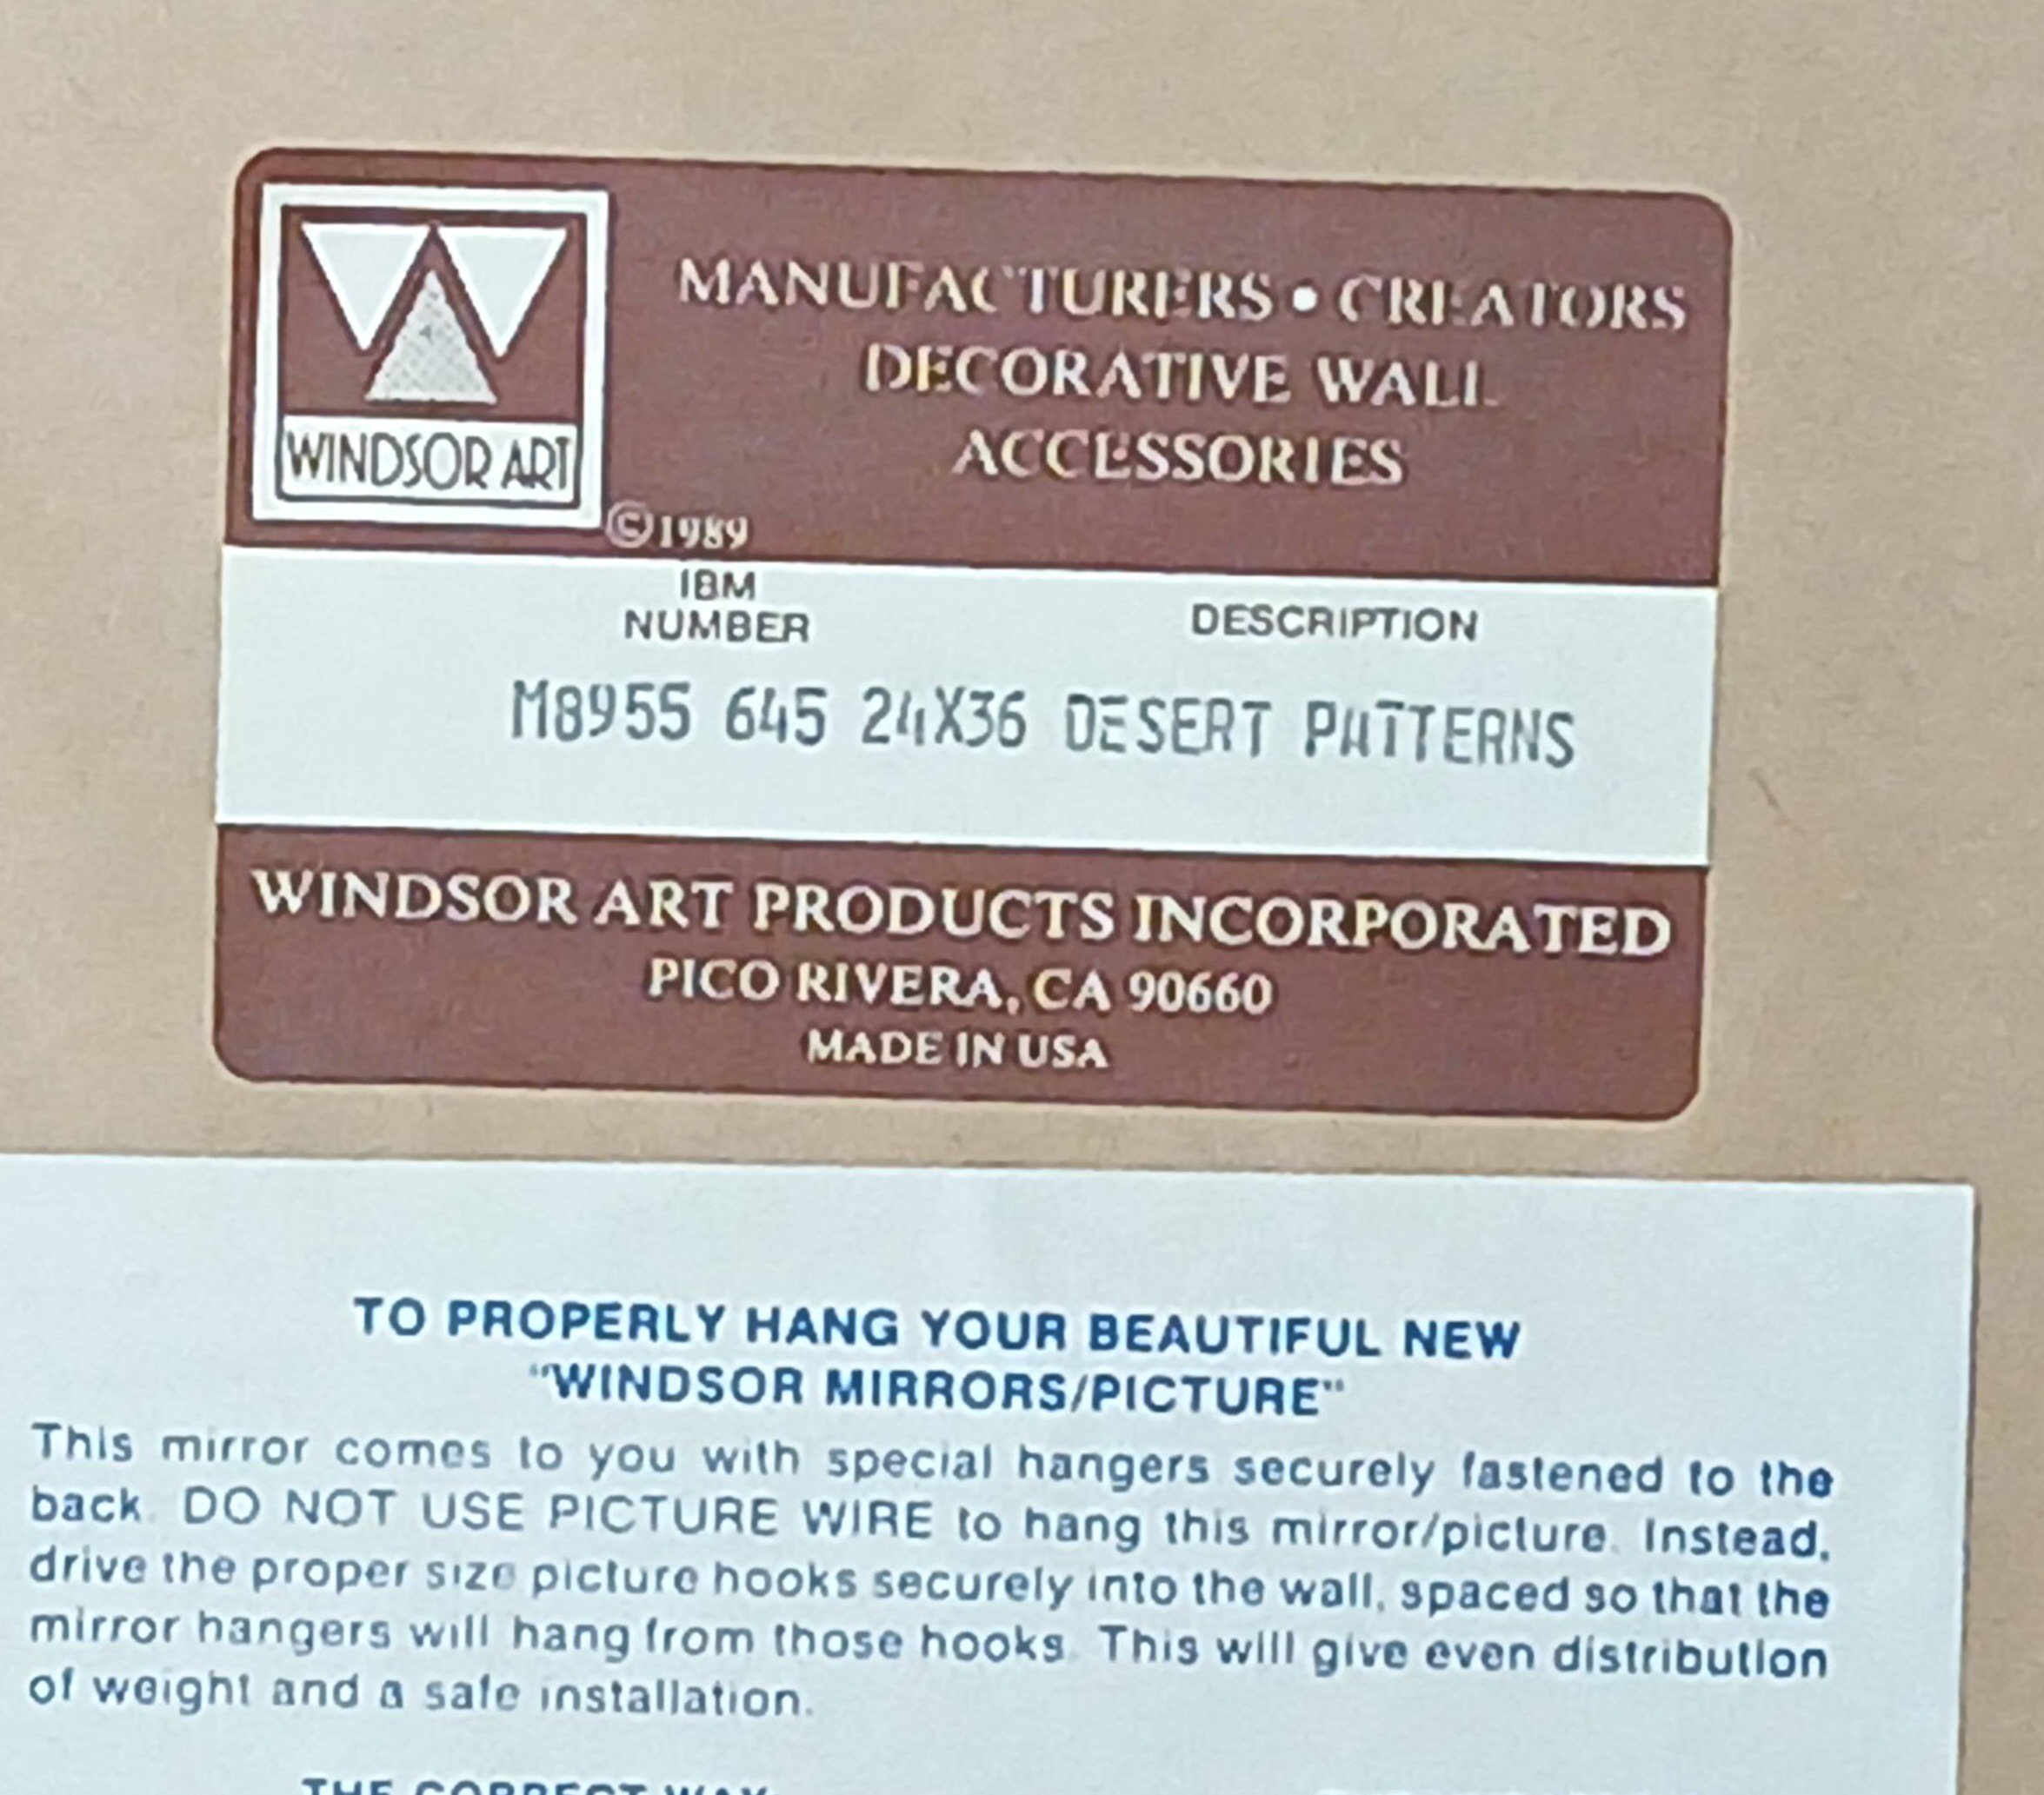 WINDSOR ART
MANUFACTURERS • CREATORS
DECORATIVE WALL
ACCESSORIES
©1989
IBM
NUMBER
DESCRIPTION
M8955 645 24X36 DESERT PATTERNS
WINDSOR ART PRODUCTS INCORPORATED
PICO RIVERA, CA 90660
MADE IN USA
TO PROPERLY HANG YOUR BEAUTIFUL NEW
"WINDSOR MIRRORS/PICTURE"
This mirror comes to you with special hangers securely fastened to the
back. DO NOT USE PICTURE WIRE to hang this mirror/picture. Instead,
drive the proper size picture hooks securely into the wall, spaced so that the
mirror hangers will hang from those hooks. This will give even distribution
of weight and a safe installation.
THE CORRECT WAY